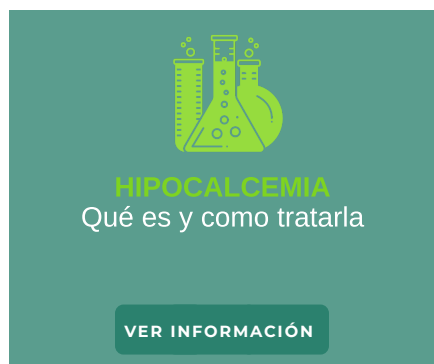 HIPOCALCEMIA
Qué es y como tratarla
VER INFORMACIÓN